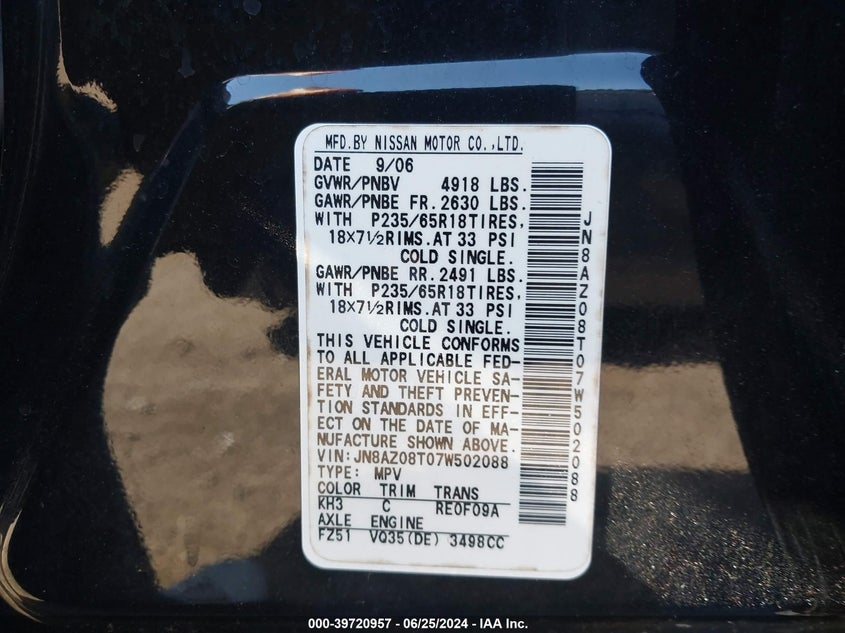 MFD.BY NISSAN MOTOR CO.,LTD.
DATE 9/06
GVWR/PNBV 4918 LBS.
GAWR/PNBE FR. 2630 LBS.
WITH P235/65R18TIRES,
18X7½RIMS.AT 33 PSI
COLD SINGLE.
GAWR/PNBE RR. 2491 LBS.
WITH P235/65R18TIRES,
18X7½RIMS.AT 33 PSI
COLD SINGLE.
THIS VEHICLE CONFORMS
TO ALL APPLICABLE FED-
ERAL MOTOR VEHICLE SA-
FETY AND THEFT PREVEN-
TION STANDARDS IN EFF-
ECT ON THE DATE OF MA-
NUFACTURE SHOWN ABOVE.
VIN:JN8AZ08T07W502088
TYPE: MPV
COLOR TRIM TRANS
KH3 C RE0F09A
AXLE ENGINE
FZ51 VQ35(DE) 3498CC
JN8AZ08T07W502088
000-39720957 - 06/25/2024 - IAA Inc.